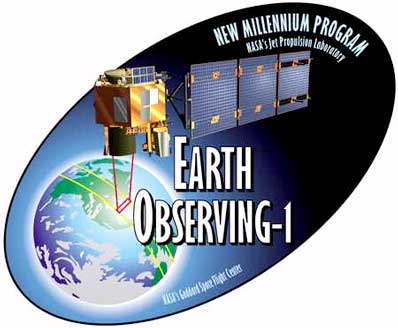 NEW MILLENNIUM PROGRAM
NASA's Jet Propulsion Laboratory
EARTH
OBSERVING-1
NASA's Goddard Space Flight Center